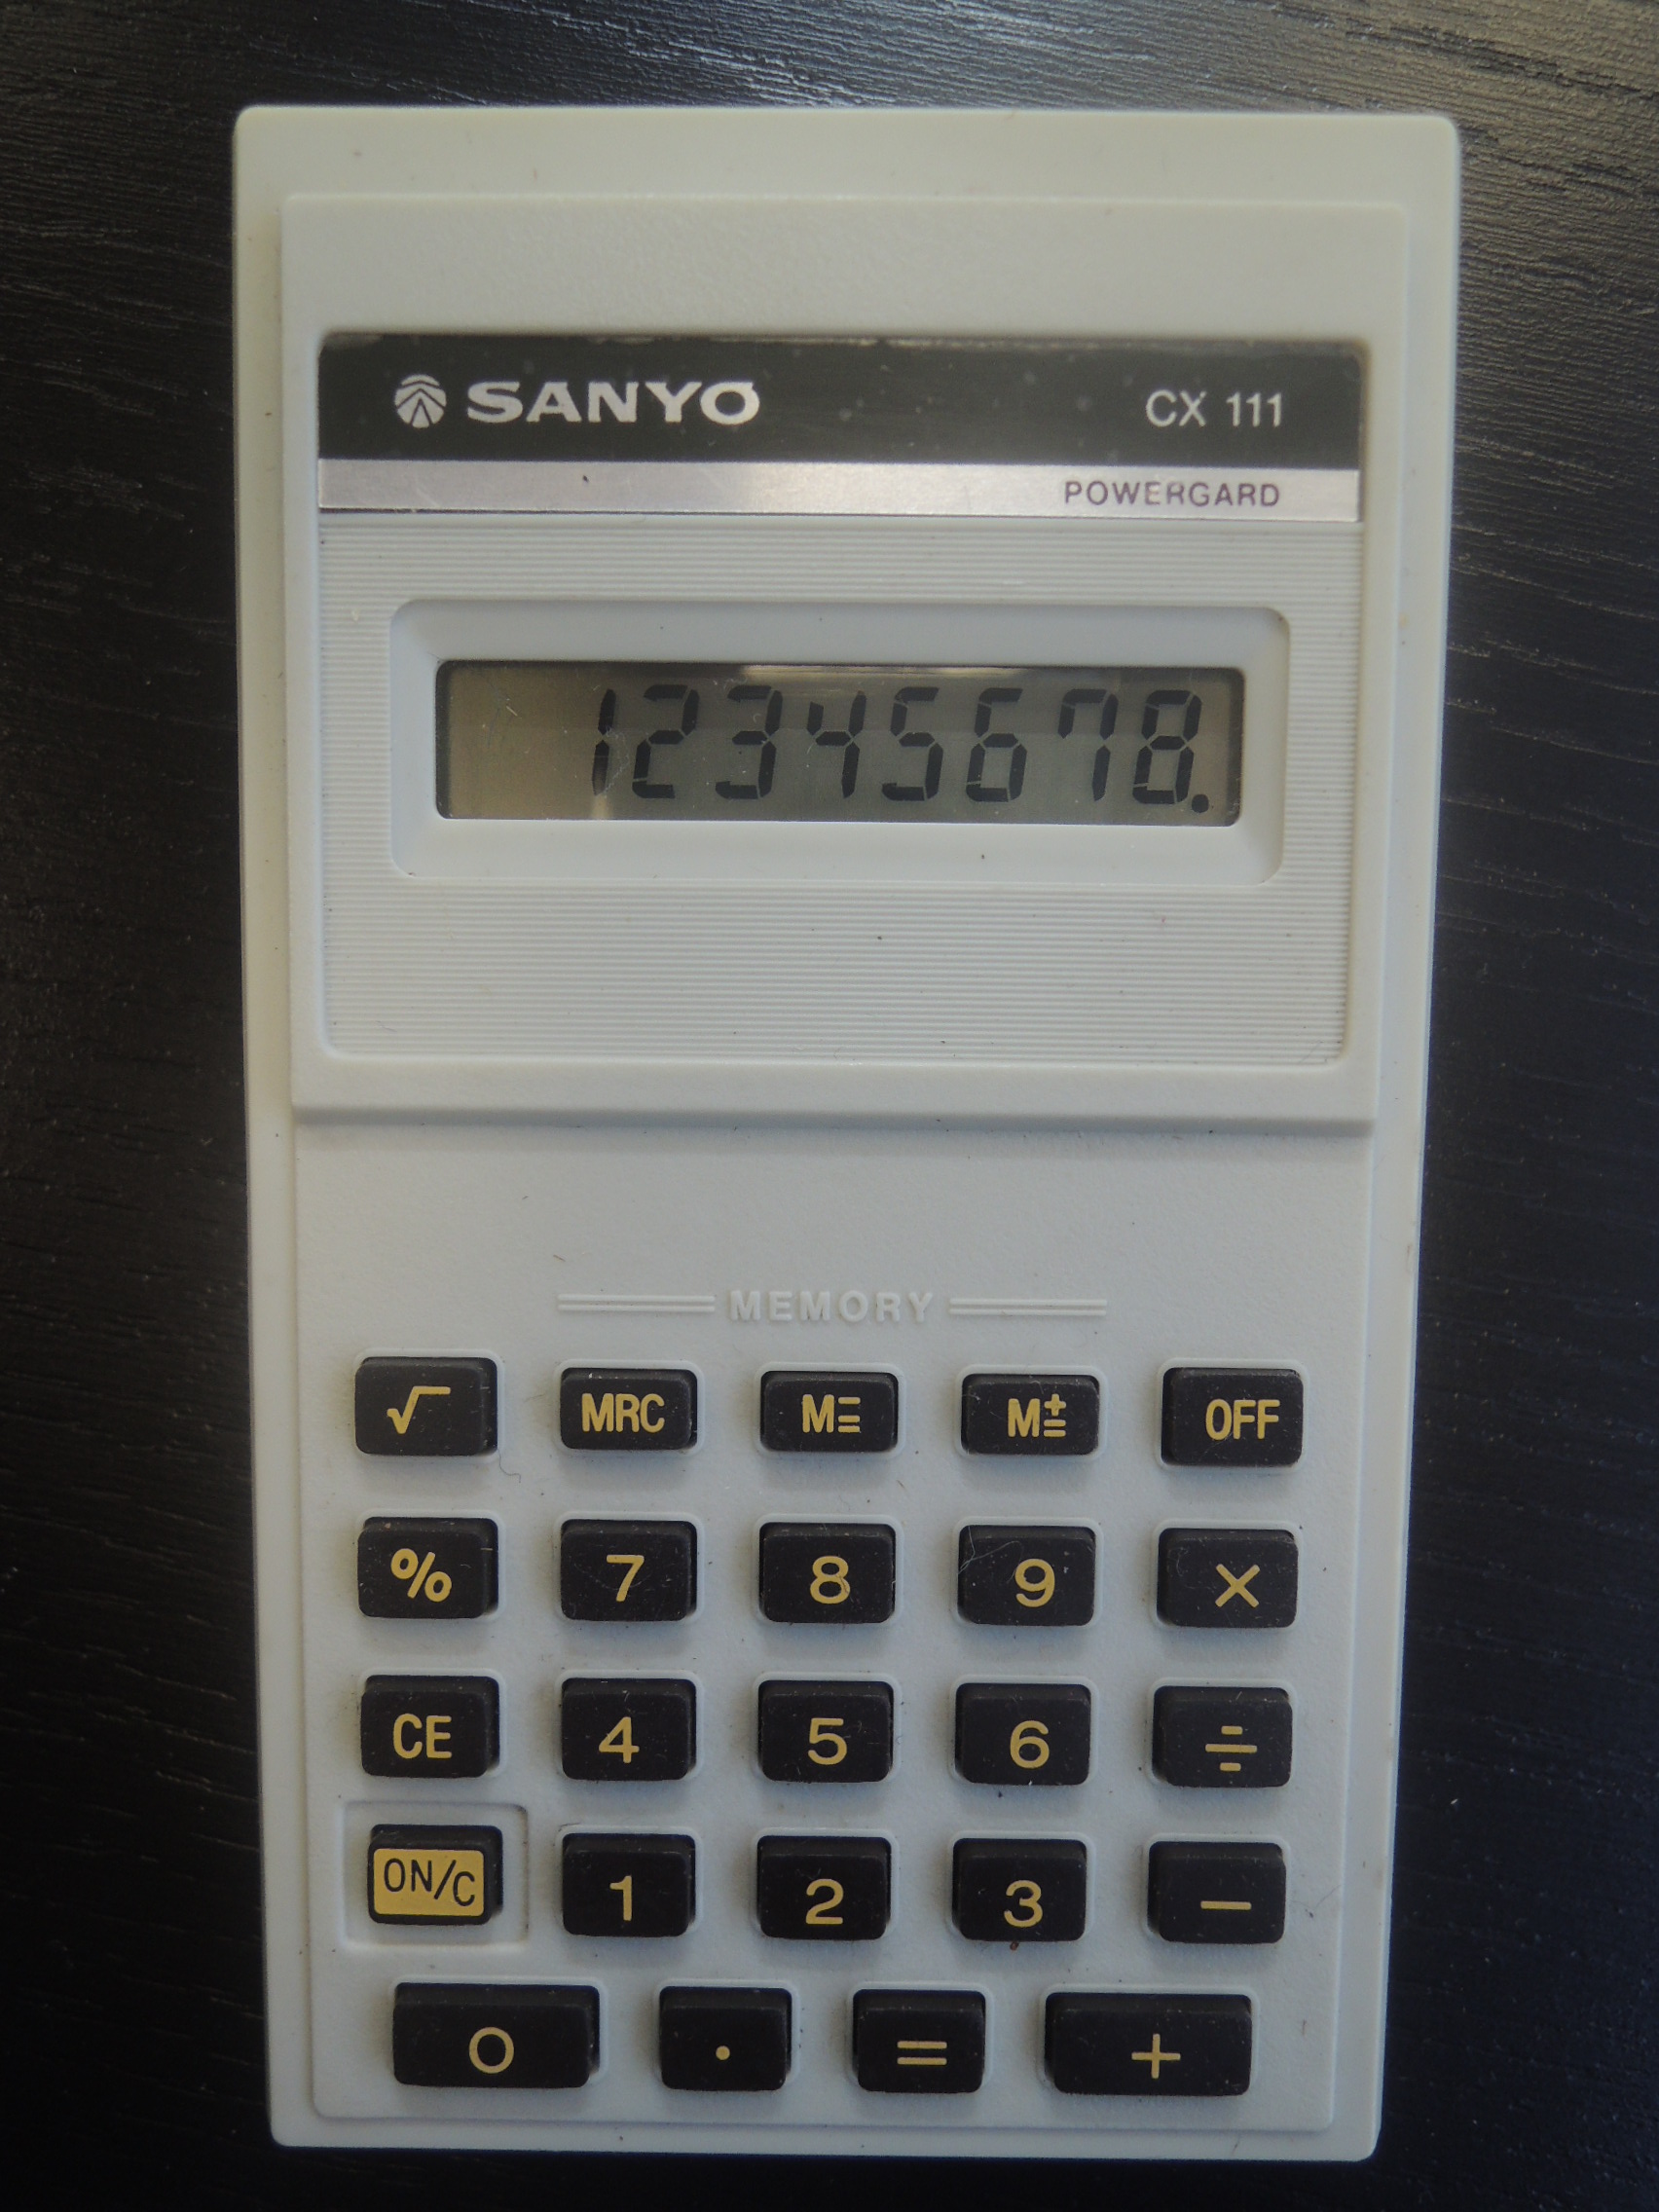 SANYO CX 111
POWERGARD
12345678.
MEMORY
√ MRC M= M±= OFF
% 7 8 9 ×
CE 4 5 6 ÷
ON/C 1 2 3 −
0 . = +